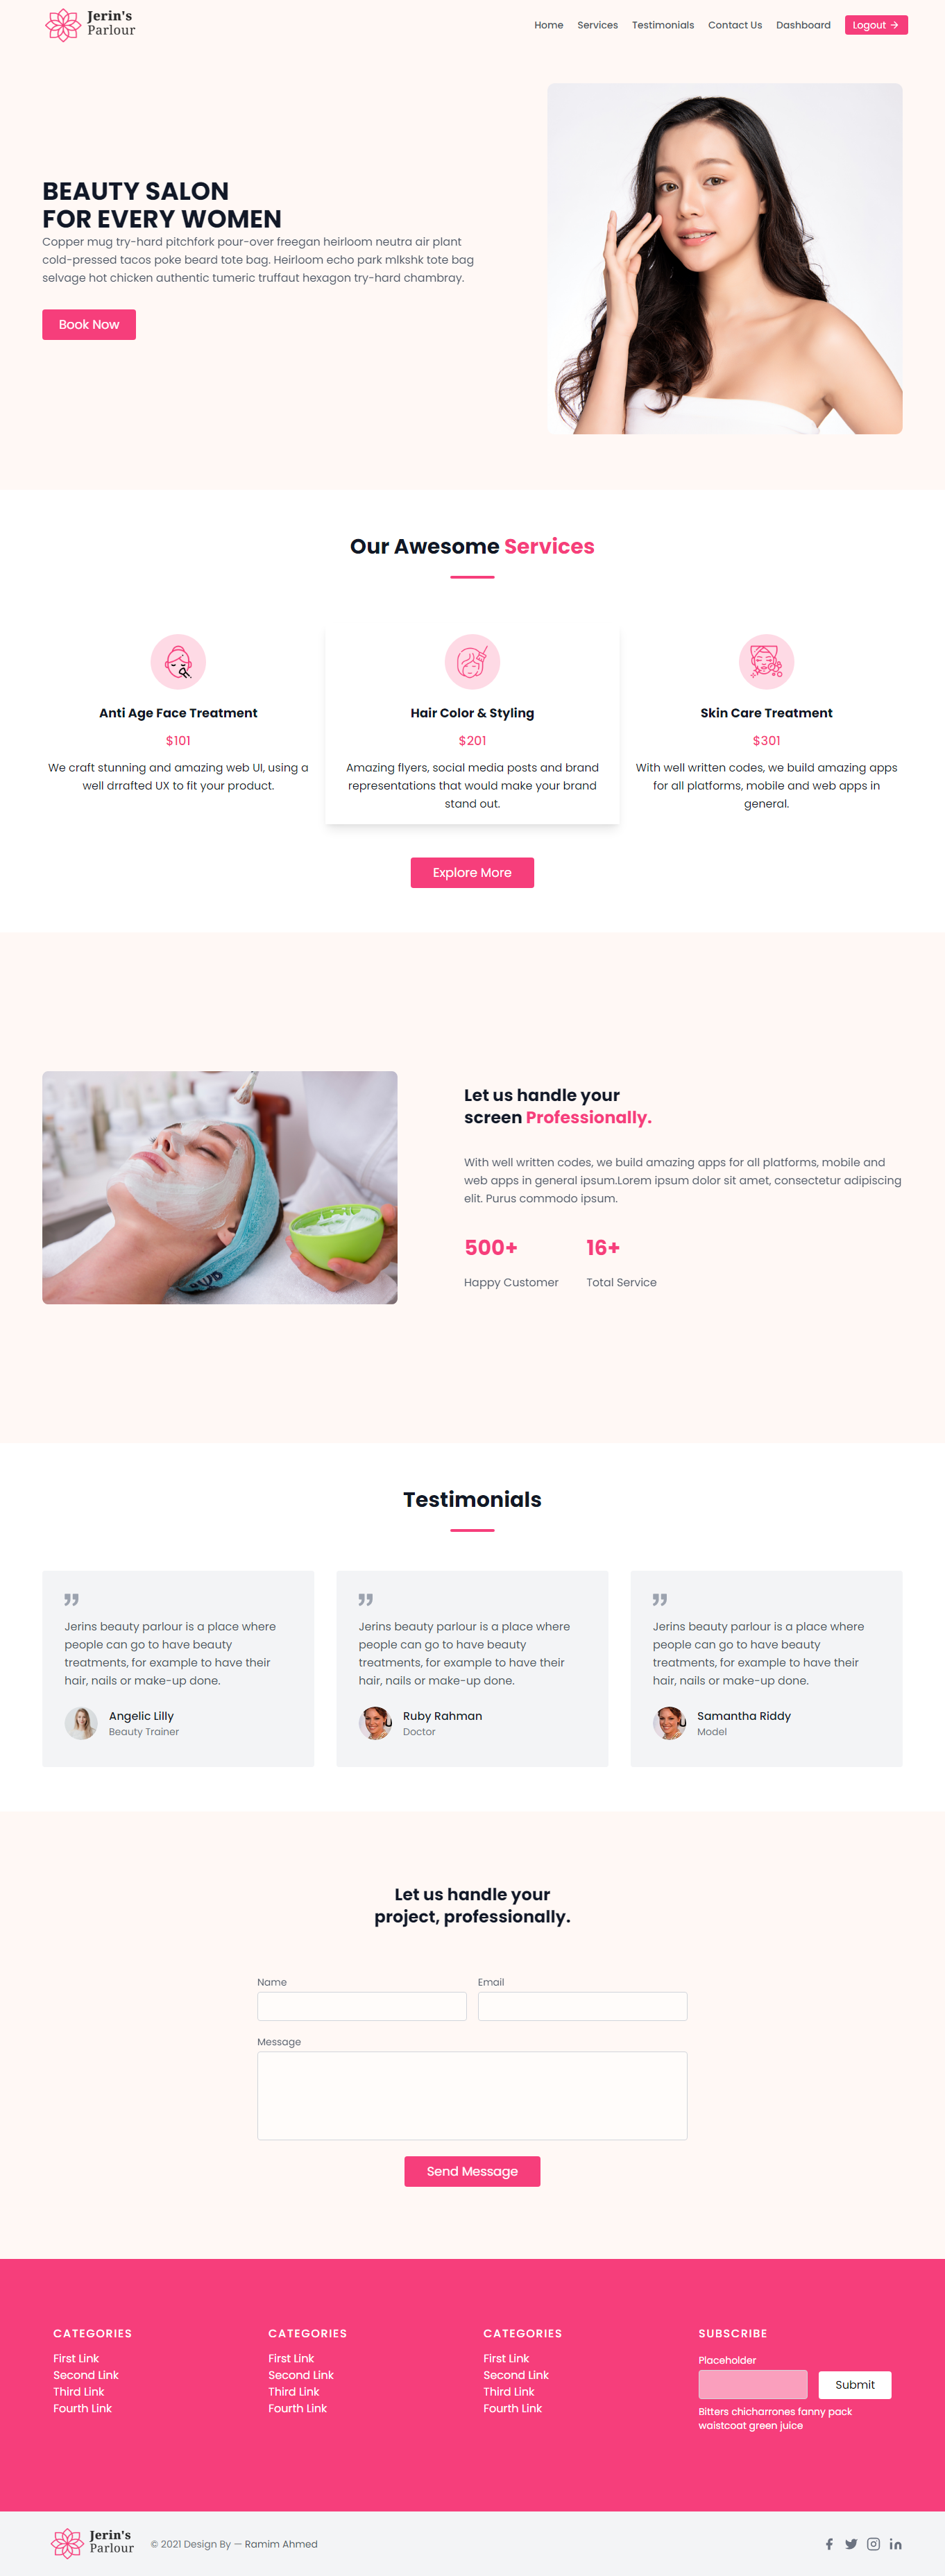 Jerin's
Parlour
Home Services Testimonials Contact Us Dashboard Logout →
BEAUTY SALON
FOR EVERY WOMEN
Copper mug try-hard pitchfork pour-over freegan heirloom neutra air plant
cold-pressed tacos poke beard tote bag. Heirloom echo park mlkshk tote bag
selvage hot chicken authentic tumeric truffaut hexagon try-hard chambray.
Book Now
Our Awesome Services
Anti Age Face Treatment
$101
We craft stunning and amazing web UI, using a
well drrafted UX to fit your product.
Hair Color & Styling
$201
Amazing flyers, social media posts and brand
representations that would make your brand
stand out.
Skin Care Treatment
$301
With well written codes, we build amazing apps
for all platforms, mobile and web apps in
general.
Explore More
Let us handle your
screen Professionally.
With well written codes, we build amazing apps for all platforms, mobile and
web apps in general ipsum.Lorem ipsum dolor sit amet, consectetur adipiscing
elit. Purus commodo ipsum.
500+
Happy Customer
16+
Total Service
Testimonials
Jerins beauty parlour is a place where
people can go to have beauty
treatments, for example to have their
hair, nails or make-up done.
Angelic Lilly
Beauty Trainer
Jerins beauty parlour is a place where
people can go to have beauty
treatments, for example to have their
hair, nails or make-up done.
Ruby Rahman
Doctor
Jerins beauty parlour is a place where
people can go to have beauty
treatments, for example to have their
hair, nails or make-up done.
Samantha Riddy
Model
Let us handle your
project, professionally.
Name
Email
Message
Send Message
CATEGORIES
First Link
Second Link
Third Link
Fourth Link
CATEGORIES
First Link
Second Link
Third Link
Fourth Link
CATEGORIES
First Link
Second Link
Third Link
Fourth Link
SUBSCRIBE
Placeholder
Submit
Bitters chicharrones fanny pack
waistcoat green juice
Jerin's
Parlour
© 2021 Design By — Ramim Ahmed